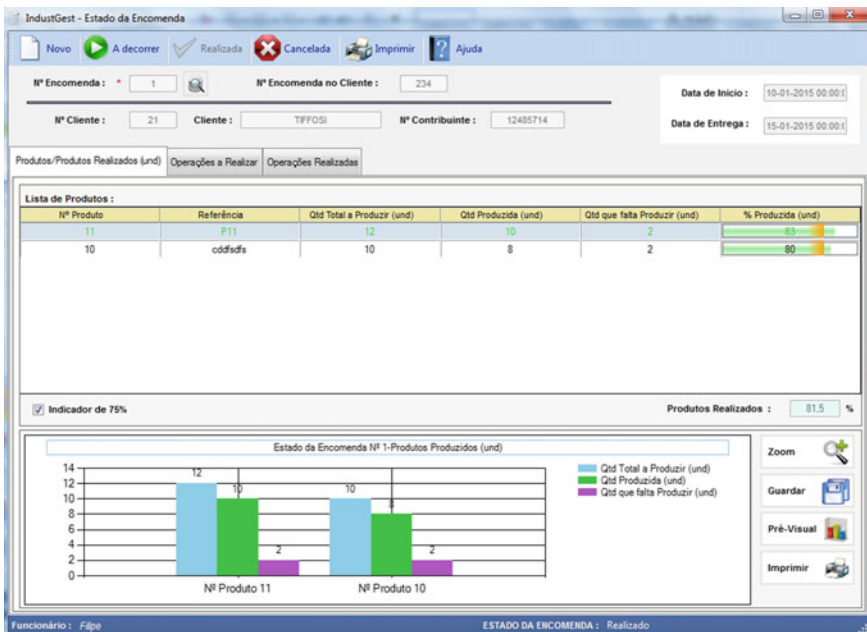 IndustGest - Estado da Encomenda
Novo A decorrer Realizada Cancelada Imprimir Ajuda
Nº Encomenda : * 1 Nº Encomenda no Cliente : 234
Data de Inicio : 10-01-2015 00:00:(
Nº Cliente : 21 Cliente : TIFFOSI Nº Contribuinte : 12485714
Data de Entrega : 15-01-2015 00:00:(
Produtos/Produtos Realizados (und) Operações a Realizar Operações Realizadas
Lista de Produtos :
Nº Produto Referência Qtd Total a Produzir (und) Qtd Produzida (und) Qtd que falta Produzir (und) % Produzida (und)
11 P11 12 10 2 83
10 cddfsdfs 10 8 2 80
Indicador de 75% Produtos Realizados : 81,5 %
Estado da Encomenda Nº 1-Produtos Produzidos (und)
Qtd Total a Produzir (und)
Qtd Produzida (und)
Qtd que falta Produzir (und)
14
12
10
8
6
4
2
0
12 10 2 10 8 2
Nº Produto 11 Nº Produto 10
Zoom
Guardar
Pré-Visual
Imprimir
Funcionário : Filipe ESTADO DA ENCOMENDA : Realizado